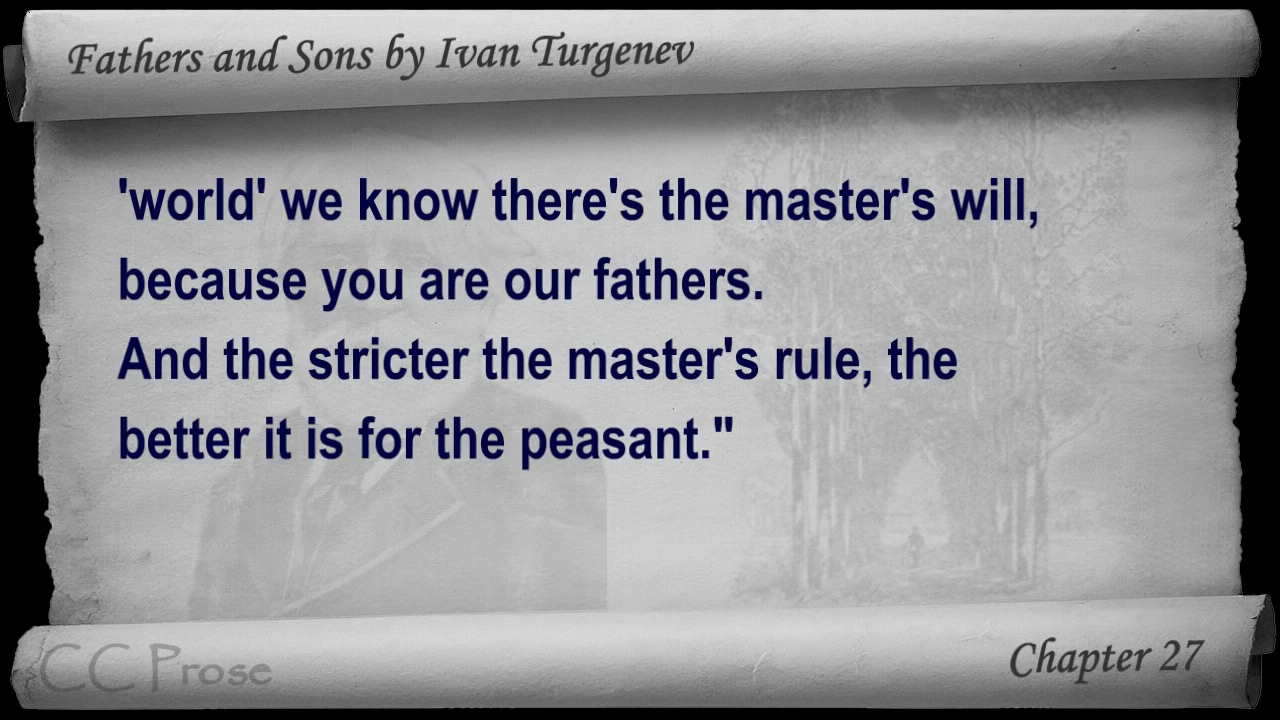 Fathers and Sons by Ivan Turgenev
'world' we know there's the master's will,
because you are our fathers.
And the stricter the master's rule, the
better it is for the peasant."
CC Prose
Chapter 27